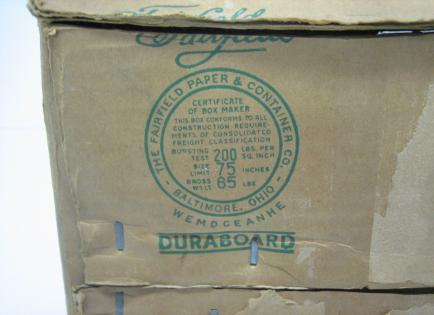 Fairfield
THE FAIRFIELD PAPER & CONTAINER CO.
CERTIFICATE
OF BOX MAKER
THIS BOX CONFORMS TO ALL
CONSTRUCTION REQUIRE
MENTS OF CONSOLIDATED
FREIGHT CLASSIFICATION
BURSTING TEST 200 LBS. PER SQ. INCH
SIZE LIMIT 75 INCHES
GROSS WT LT 65 LBS
- BALTIMORE, OHIO -
WEMDGEANHE
DURABOARD